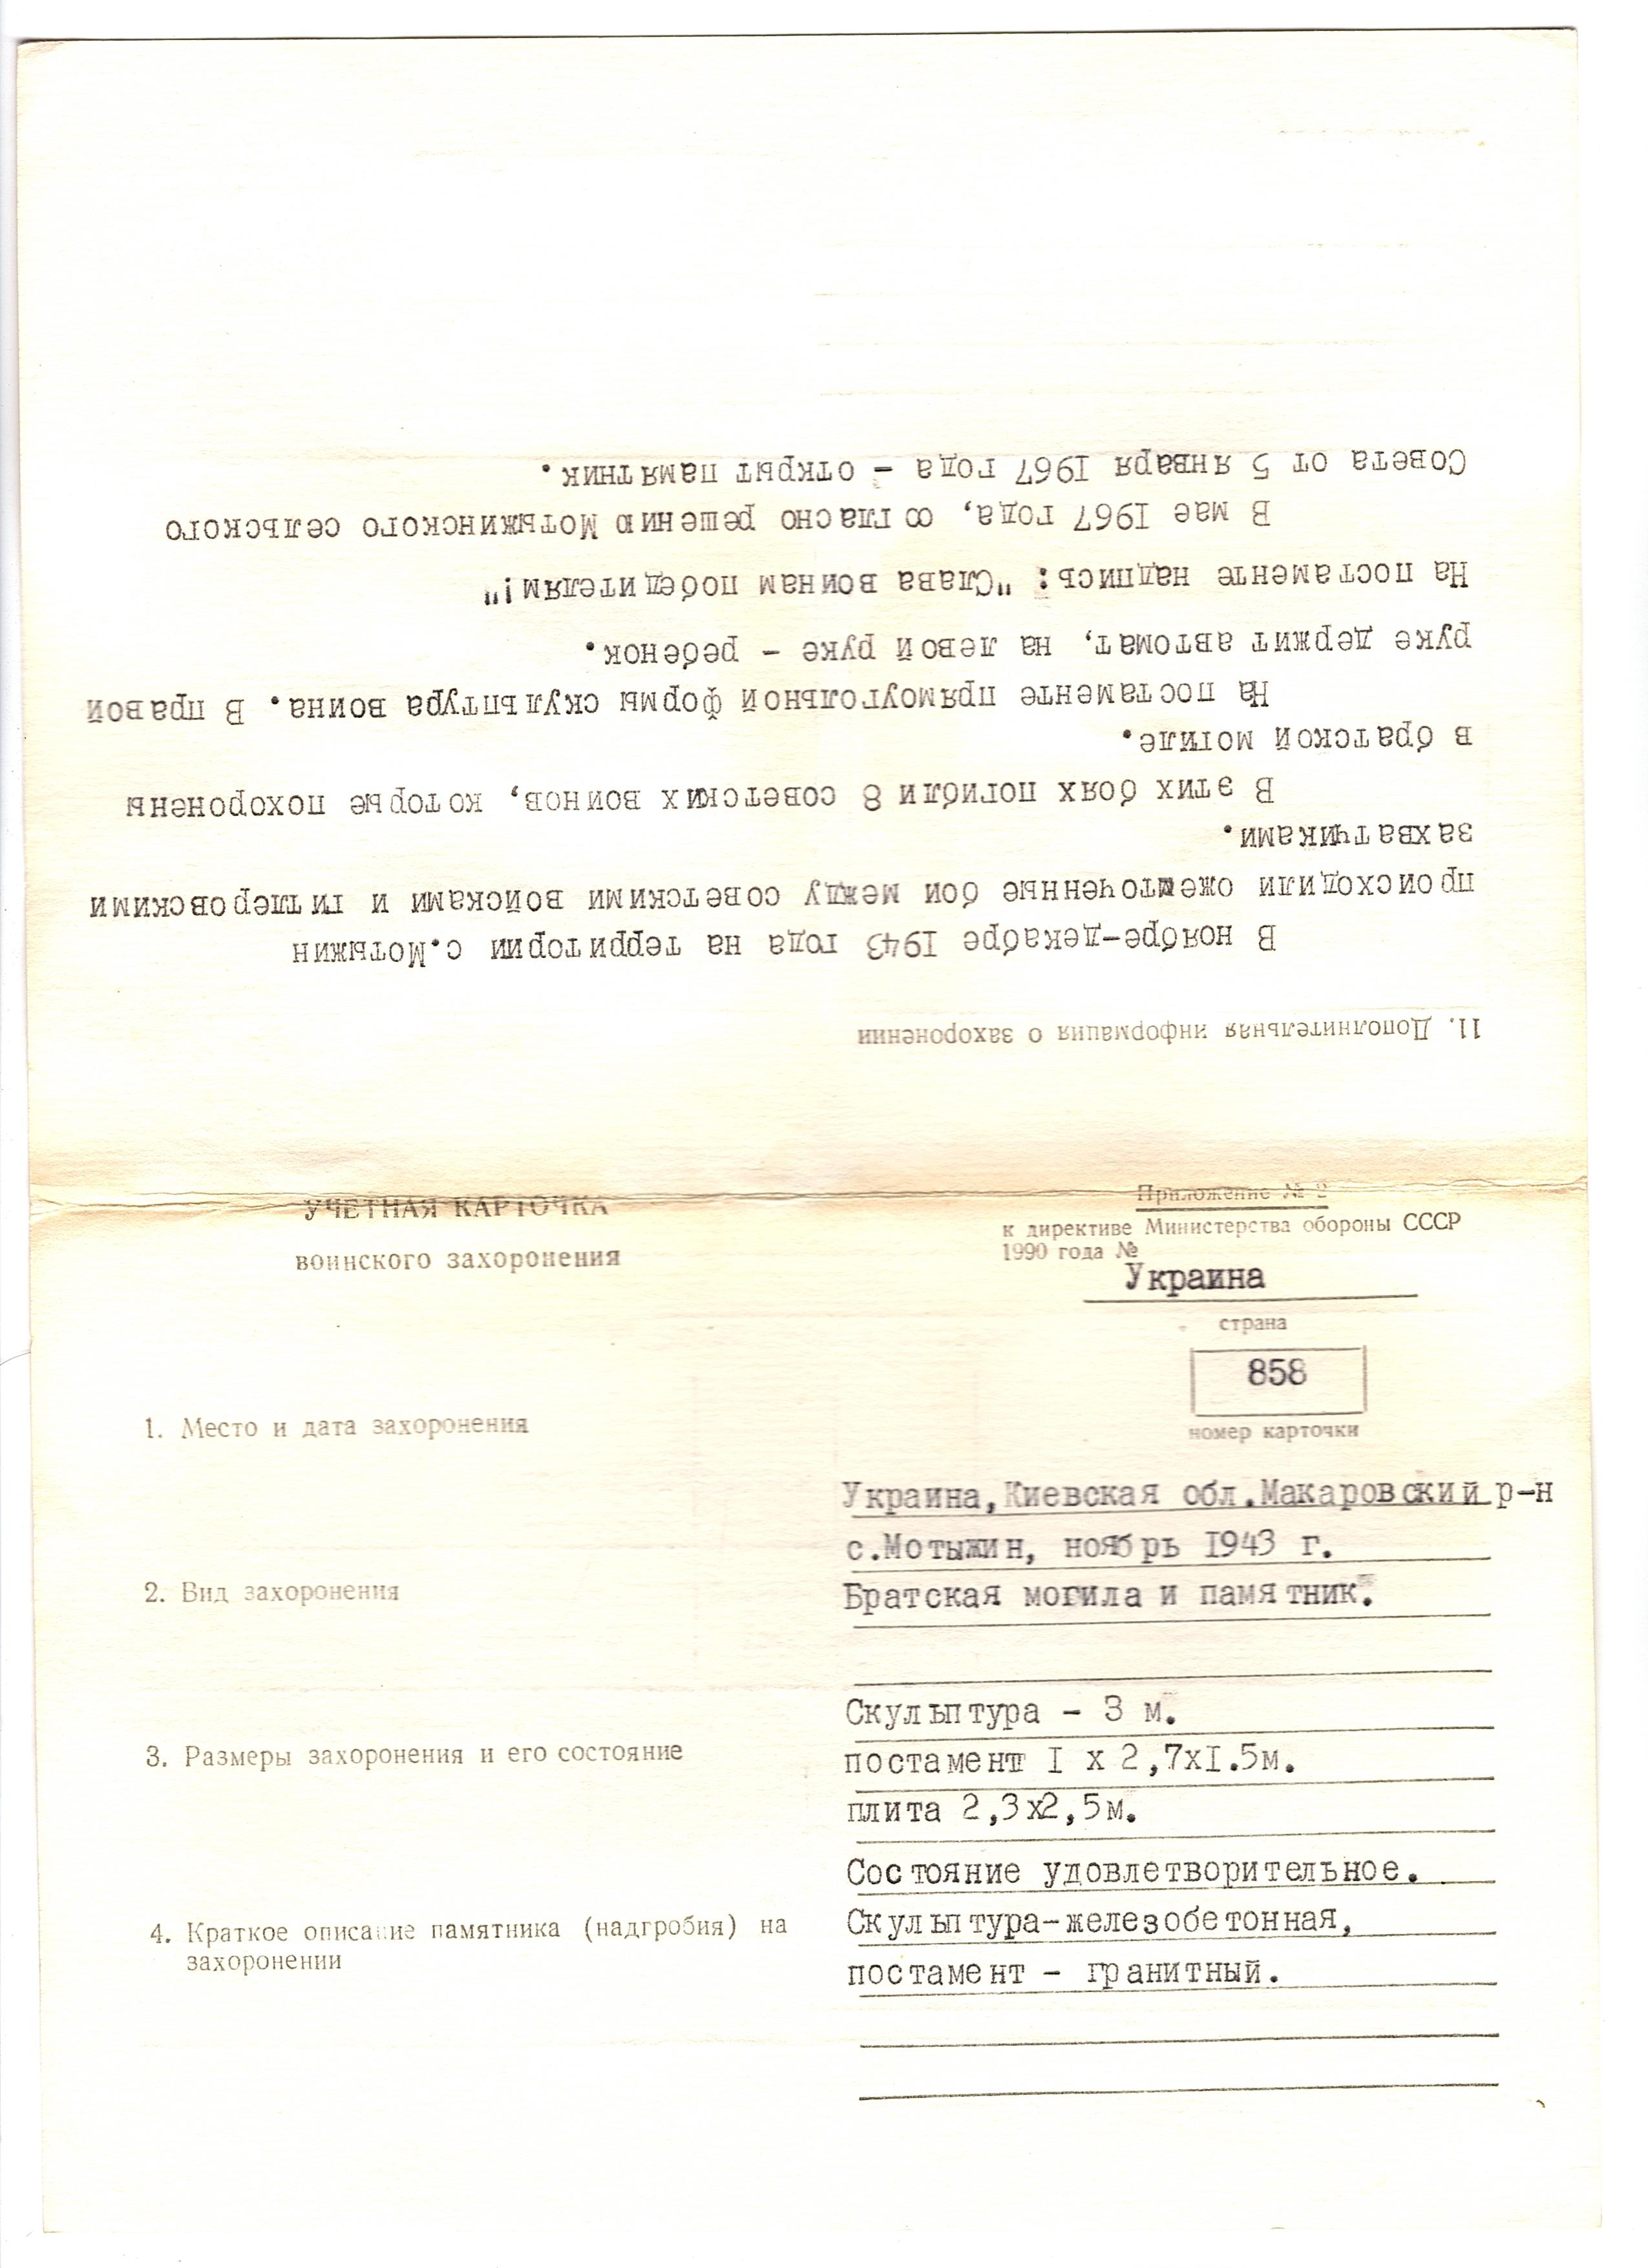 УЧЕТНАЯ КАРТОЧКА
воинского захоронения
Приложение № 2
к директиве Министерства обороны СССР
1990 года №
Украина
страна
858
номер карточки
1. Место и дата захоронения
Украина, Киевская обл.Макаровский р-н
с.Мотыжин, ноябрь 1943 г.
2. Вид захоронения
Братская могила и памятник.
3. Размеры захоронения и его состояние
Скульптура - 3 м.
постамент I х 2,7хI.5м.
плита 2,3х2,5м.
Состояние удовлетворительное.
4. Краткое описание памятника (надгробия) на
захоронении
Скульптура-железобетонная,
постамент - гранитный.
11. Дополнительная информация о захоронении
В ноябре-декабре I943 года на территории с.Мотыжин
происходили ожесточенные бои между советскими войсками и гитлеровскими
захватчиками.
В этих боях погибли 8 советских воинов, которые похоронены
в братской могиле.
На постаменте прямоугольной формы скульптура воина. В правой
руке держит автомат, на левой руке - ребенок.
На постаменте надпись: "Слава воинам победителям!"
В мае I967 года, согласно решению Мотыжинского сельского
Совета от 5 января I967 года - открыт памятник.